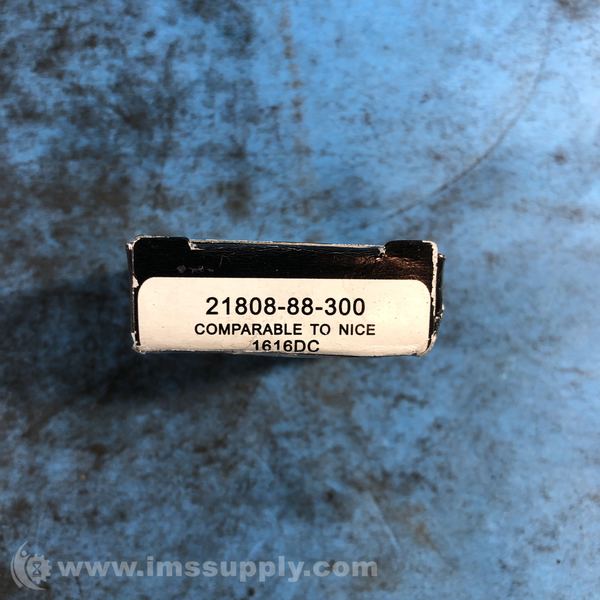 21808-88-300
COMPARABLE TO NICE
1616DC
www.imssupply.com